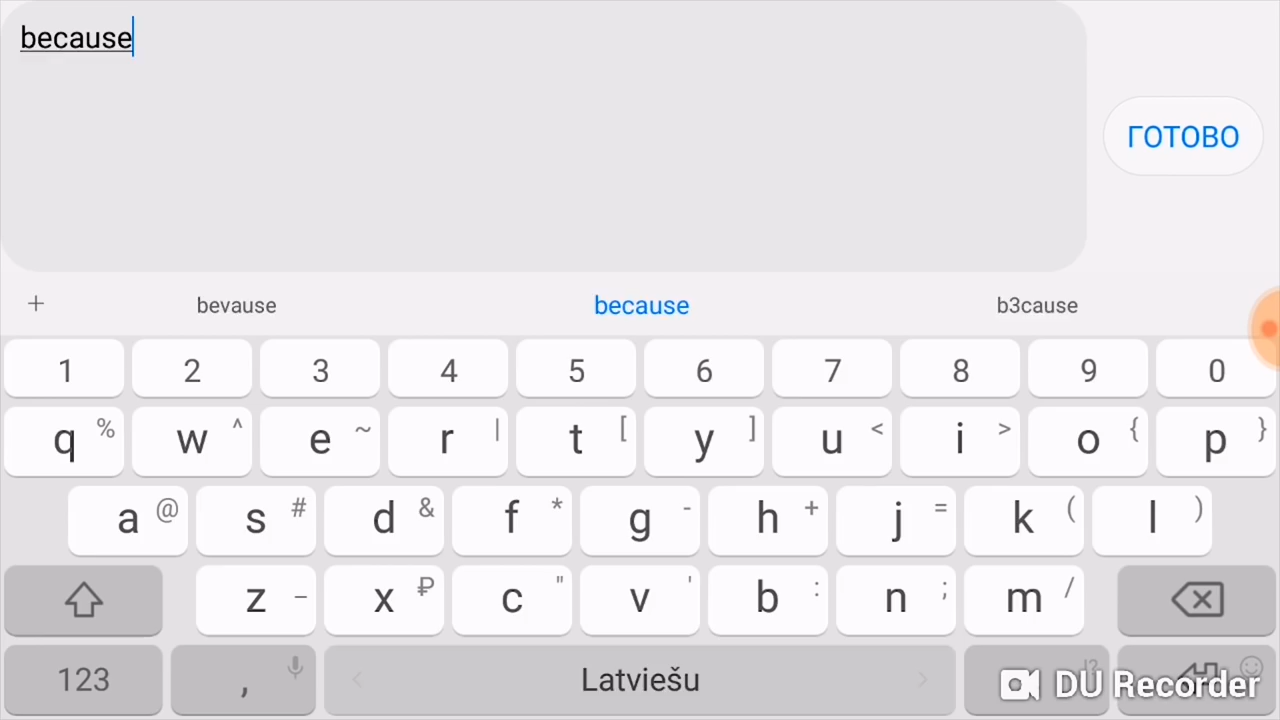 because
ГОТОВО
+ bevause because b3cause
1 2 3 4 5 6 7 8 9 0
q % w ^ e ~ r | t [ y ] u < i > o { p }
a @ s # d & f * g - h + j = k ( l )
z _ x ₽ c " v ' b : n ; m /
123 , < Latviešu > !?
DU Recorder